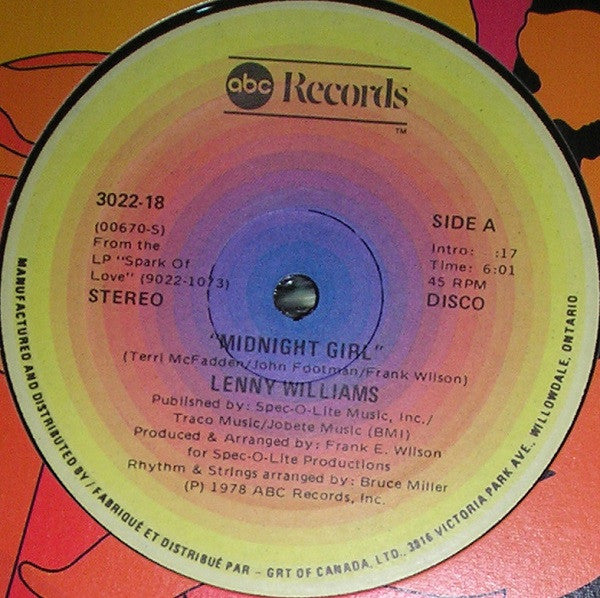 abc Records
TM
3022-18
(00670-S)
From the
LP "Spark Of
Love" (9022-1073)
STEREO
SIDE A
Intro: :17
Time: 6:01
45 RPM
DISCO
"MIDNIGHT GIRL"
(Terri McFadden/John Footman/Frank Wilson)
LENNY WILLIAMS
Published by: Spec-O-Lite Music, Inc./
Traco Music/Jobete Music (BMI)
Produced & Arranged by: Frank E. Wilson
for Spec-O-Lite Productions
Rhythm & Strings arranged by: Bruce Miller
(P) 1978 ABC Records, Inc.
MANUFACTURED AND DISTRIBUTED BY / FABRIQUÉ ET DISTRIBUÉ PAR – GRT OF CANADA, LTD., 3816 VICTORIA PARK AVE., WILLOWDALE, ONTARIO